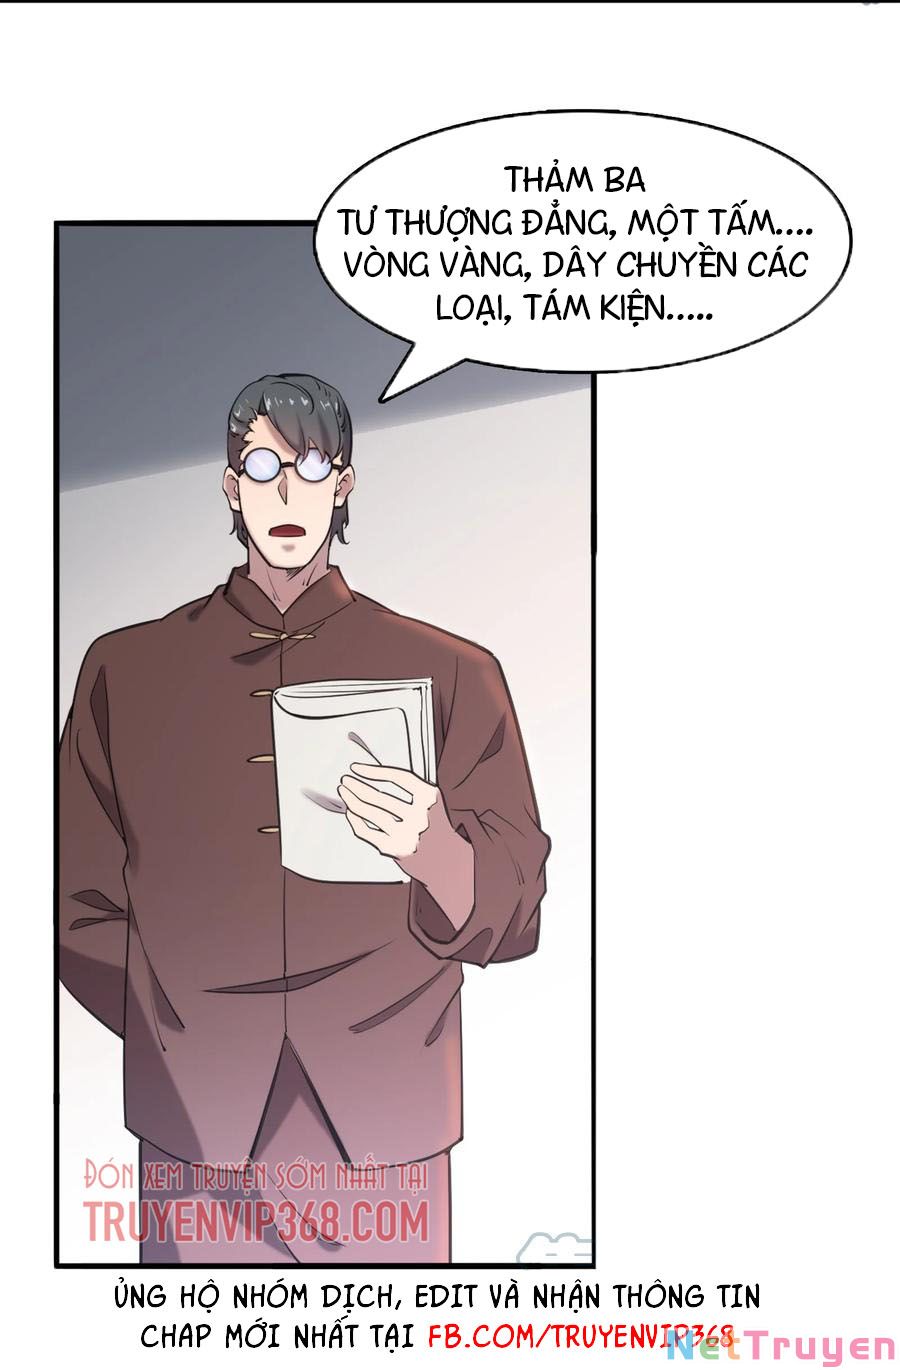 THẢM BA
TƯ THƯỢNG ĐẲNG, MỘT TẤM....
VÒNG VÀNG, DÂY CHUYỀN CÁC
LOẠI, TÁM KIỆN.....
ĐÓN XEM TRUYỆN SỚM NHẤT TẠI
TRUYENVIP368.COM
ỦNG HỘ NHÓM DỊCH, EDIT VÀ NHẬN THÔNG TIN
CHAP MỚI NHẤT TẠI FB.COM/TRUYENVIP368
NetTruyen